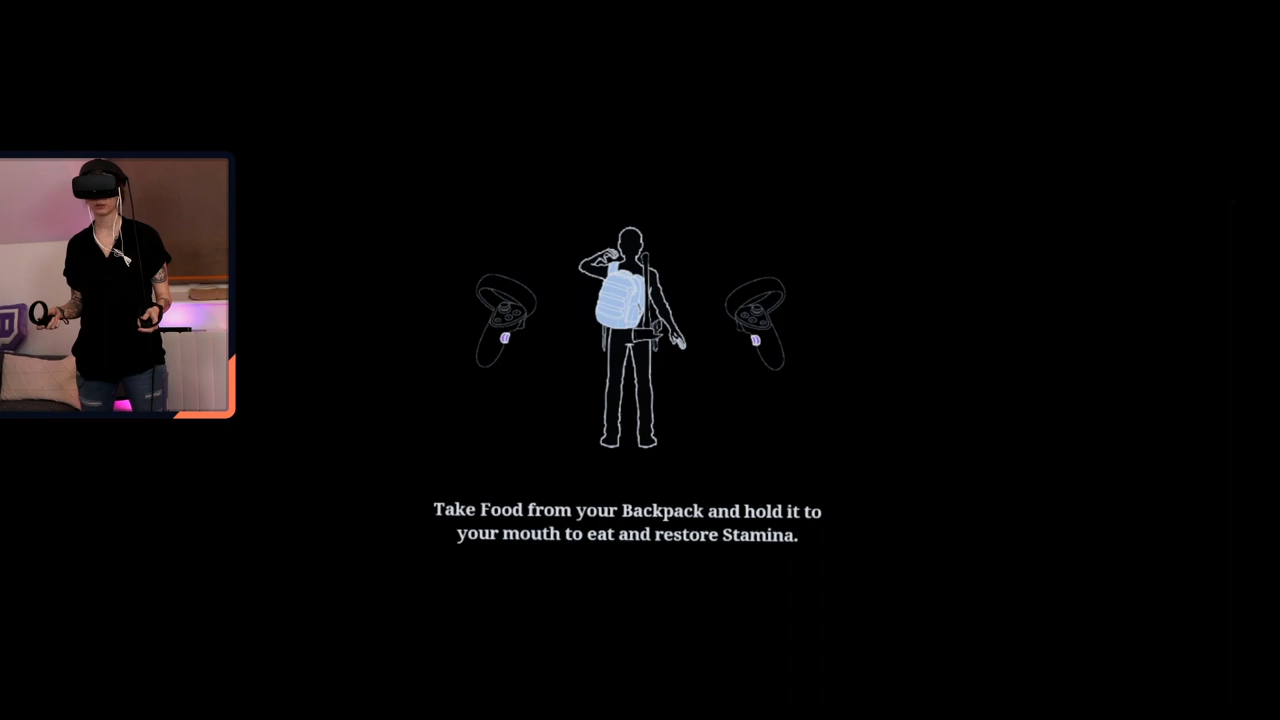 Take Food from your Backpack and hold it to
your mouth to eat and restore Stamina.